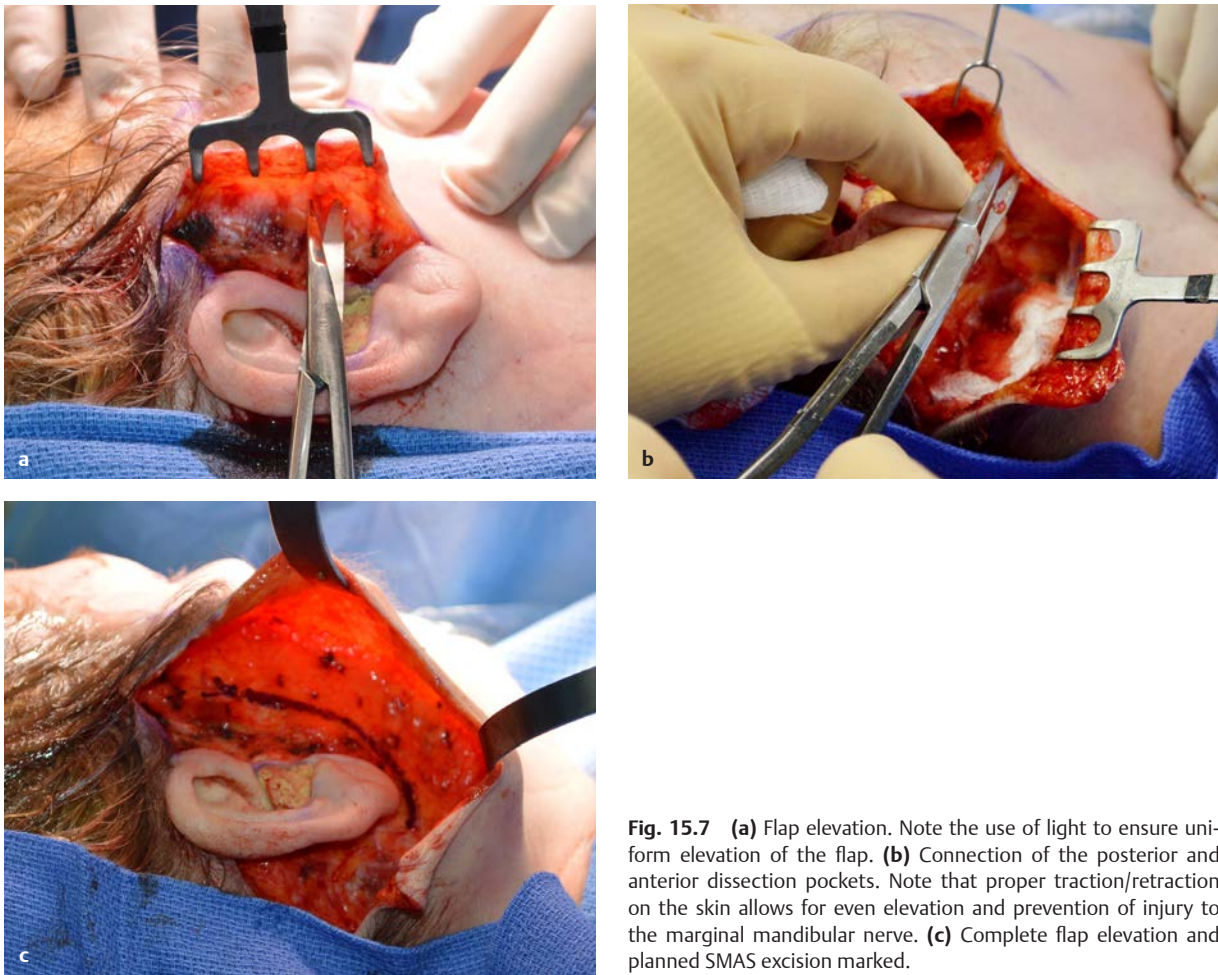 a
b
c
Fig. 15.7 (a) Flap elevation. Note the use of light to ensure uni-
form elevation of the flap. (b) Connection of the posterior and
anterior dissection pockets. Note that proper traction/retraction
on the skin allows for even elevation and prevention of injury to
the marginal mandibular nerve. (c) Complete flap elevation and
planned SMAS excision marked.